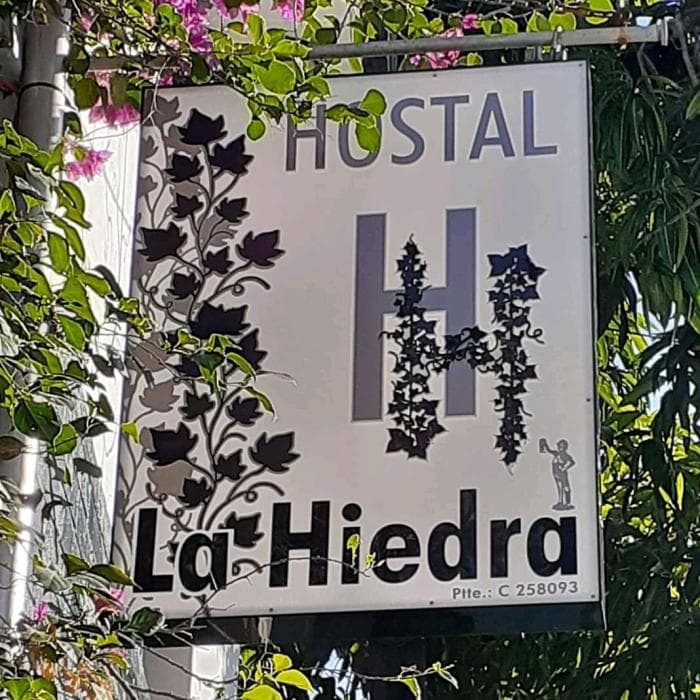 HOSTAL
H H
La Hiedra
Ptte.: C 258093